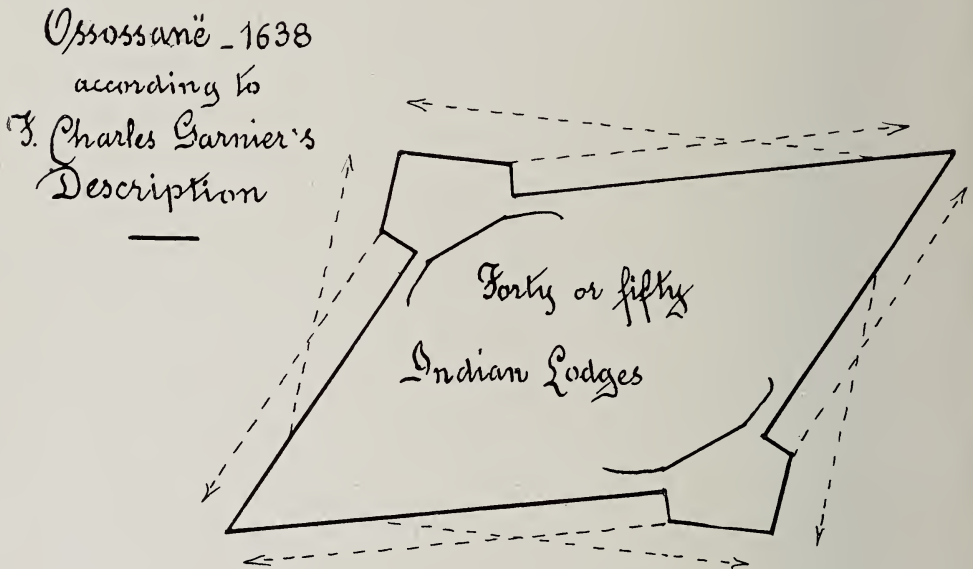 Ossossanë - 1638
according to
F. Charles Garnier's
Description
Forty or fifty
Indian Lodges